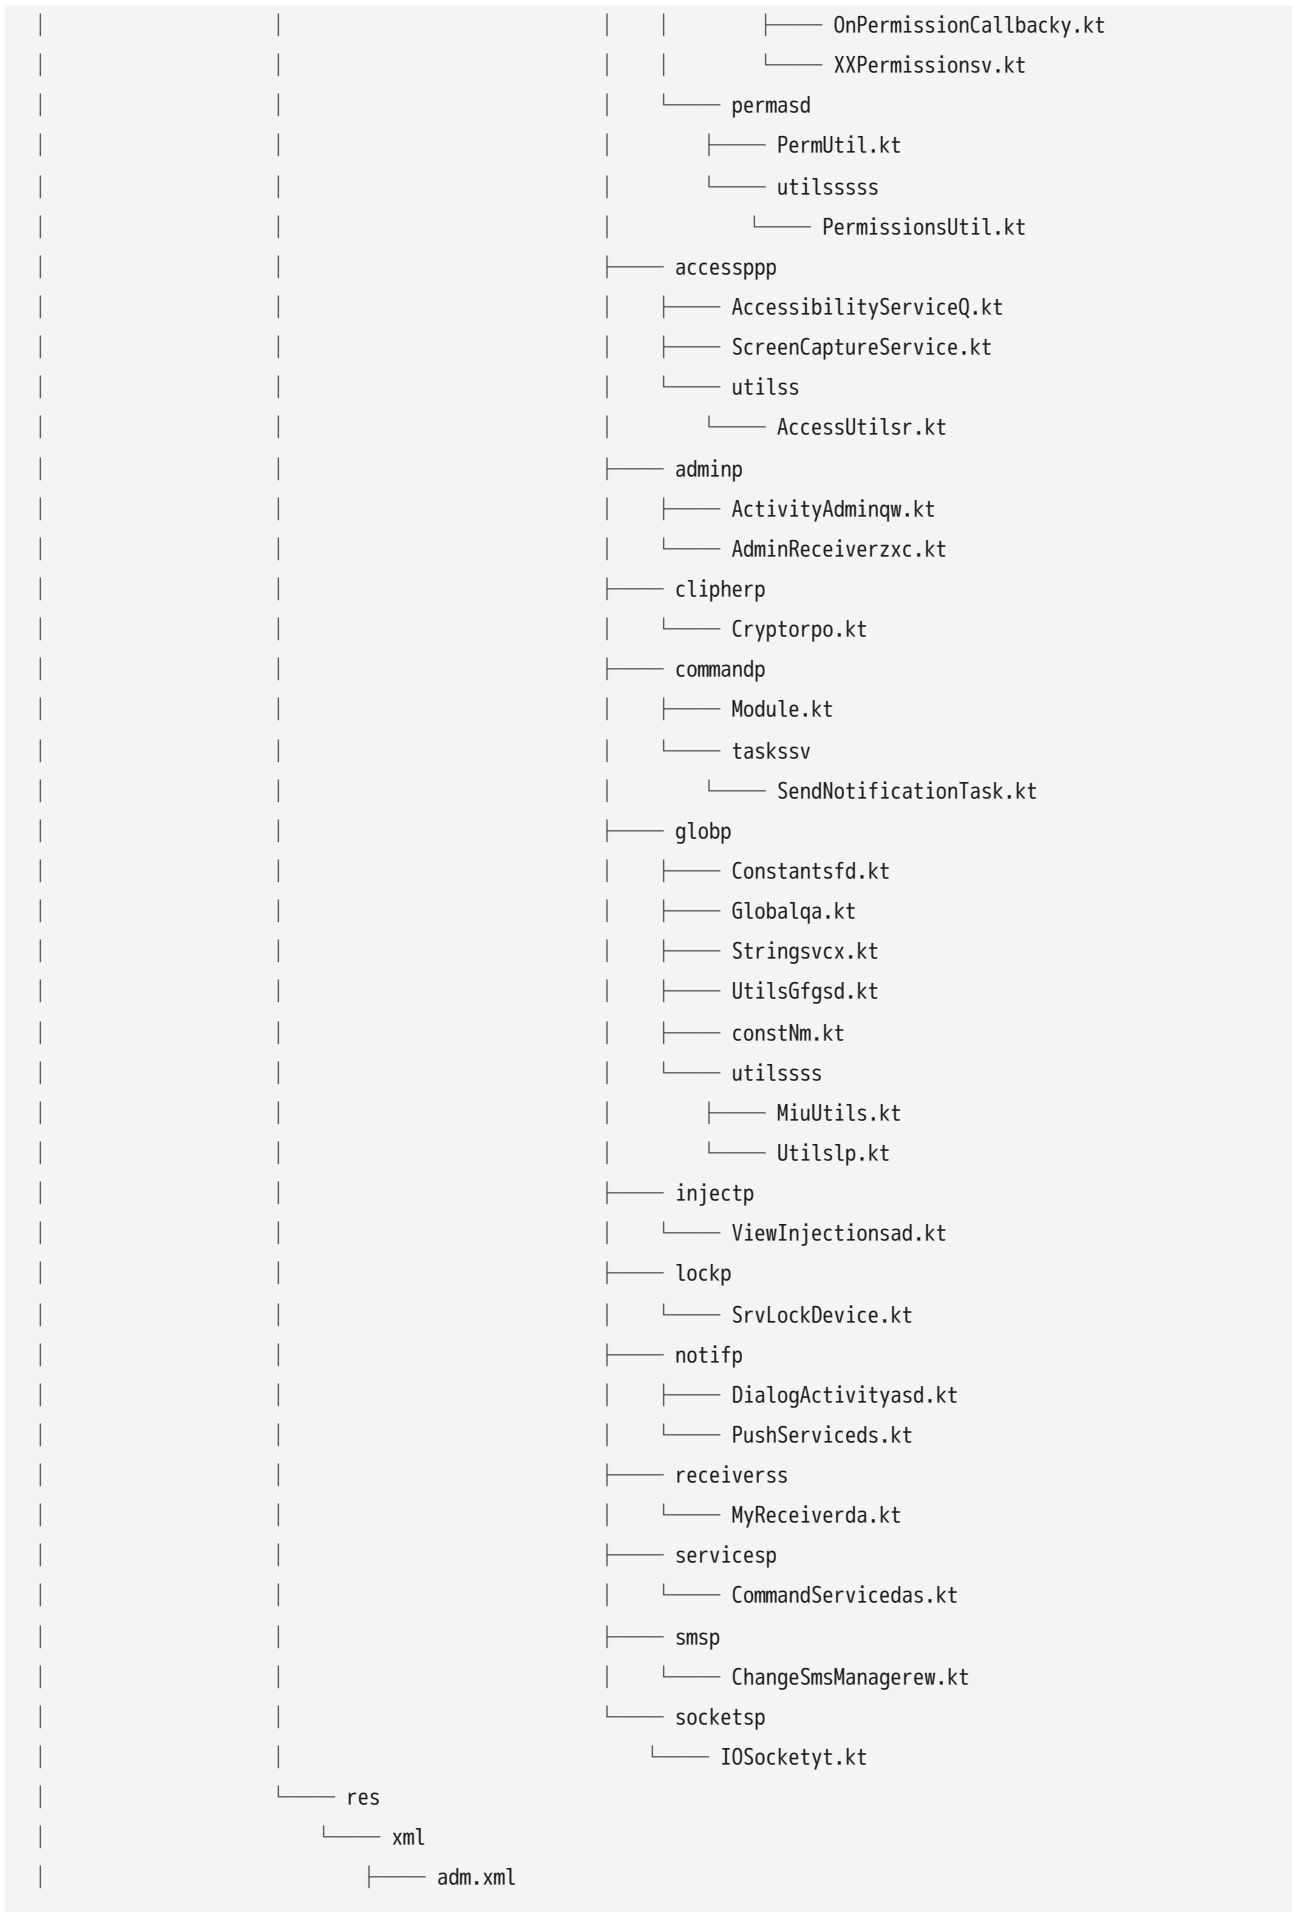 │ │ │ │ ├── OnPermissionCallbacky.kt
│ │ │ │ └── XXPermissionsv.kt
│ │ │ └── permasd
│ │ │ ├── PermUtil.kt
│ │ │ └── utilsssss
│ │ │ └── PermissionsUtil.kt
│ │ ├── accessppp
│ │ │ ├── AccessibilityServiceQ.kt
│ │ │ ├── ScreenCaptureService.kt
│ │ │ └── utilss
│ │ │ └── AccessUtilsr.kt
│ │ ├── adminp
│ │ │ ├── ActivityAdminqw.kt
│ │ │ └── AdminReceiverzxc.kt
│ │ ├── clipherp
│ │ │ └── Cryptorpo.kt
│ │ ├── commandp
│ │ │ ├── Module.kt
│ │ │ └── taskssv
│ │ │ └── SendNotificationTask.kt
│ │ ├── globp
│ │ │ ├── Constantsfd.kt
│ │ │ ├── Globalqa.kt
│ │ │ ├── Stringsvcx.kt
│ │ │ ├── UtilsGfgsd.kt
│ │ │ ├── constNm.kt
│ │ │ └── utilssss
│ │ │ ├── MiuUtils.kt
│ │ │ └── Utilslp.kt
│ │ ├── injectp
│ │ │ └── ViewInjectionsad.kt
│ │ ├── lockp
│ │ │ └── SrvLockDevice.kt
│ │ ├── notifp
│ │ │ ├── DialogActivityasd.kt
│ │ │ └── PushServiceds.kt
│ │ ├── receiverss
│ │ │ └── MyReceiverda.kt
│ │ ├── servicesp
│ │ │ └── CommandServicedas.kt
│ │ ├── smsp
│ │ │ └── ChangeSmsManagerew.kt
│ │ └── socketsp
│ │ └── IOSocketyt.kt
│ └── res
│ └── xml
│ ├── adm.xml